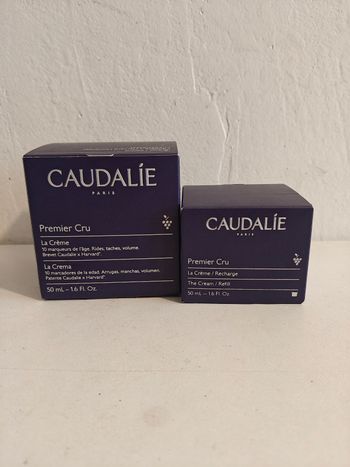 CAUDALÍE
PARIS
Premier Cru
La Crème
10 marqueurs de l'âge. Rides, taches, volume.
Brevet Caudalie x Harvard*.
La Crema
10 marcadores de la edad. Arrugas, manchas, volumen.
Patente Caudalie x Harvard*.
50 mL – 1.6 Fl. Oz.
CAUDALÍE
PARIS
Premier Cru
La Crème / Recharge
The Cream / Refill
50 mL – 1.6 Fl. Oz.